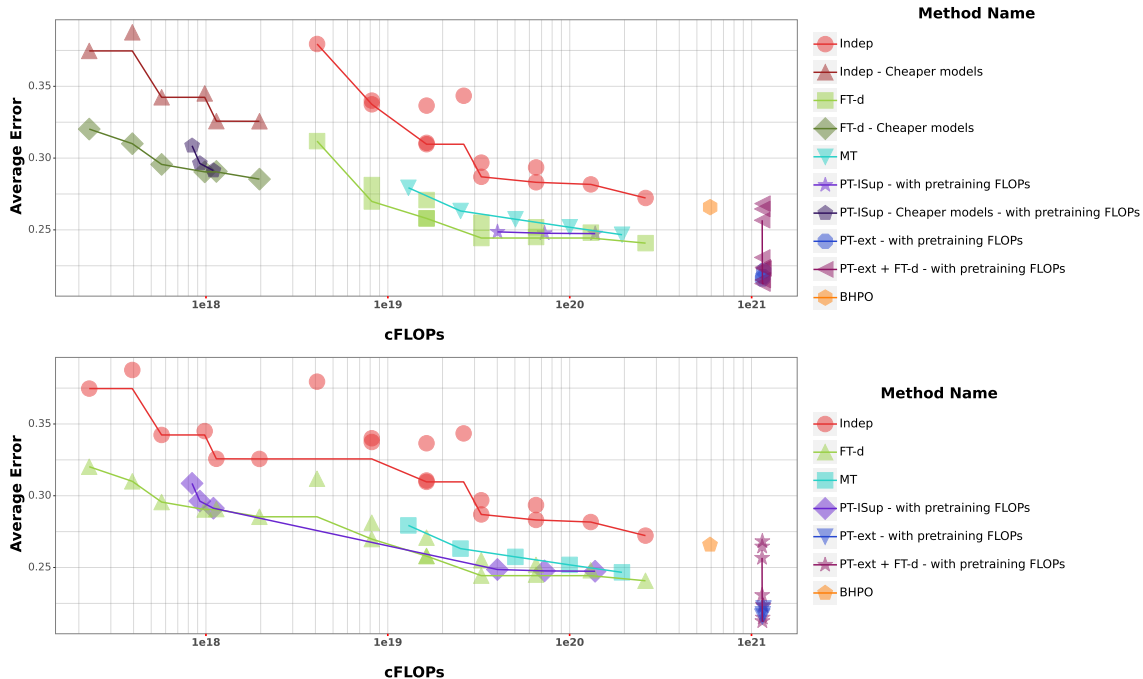 Method Name
Indep
Indep - Cheaper models
FT-d
FT-d - Cheaper models
MT
PT-ISup - with pretraining FLOPs
PT-ISup - Cheaper models - with pretraining FLOPs
PT-ext - with pretraining FLOPs
PT-ext + FT-d - with pretraining FLOPs
BHPO
Average Error
0.35
0.30
0.25
1e18
1e19
1e20
1e21
cFLOPs
Method Name
Indep
FT-d
MT
PT-ISup - with pretraining FLOPs
PT-ext - with pretraining FLOPs
PT-ext + FT-d - with pretraining FLOPs
BHPO
Average Error
0.35
0.30
0.25
1e18
1e19
1e20
1e21
cFLOPs